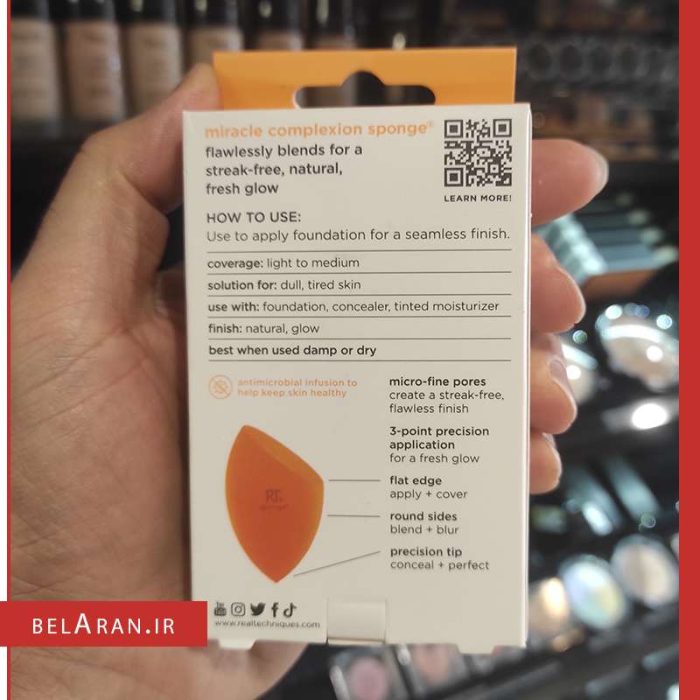 miracle complexion sponge®
flawlessly blends for a
streak-free, natural,
fresh glow
LEARN MORE!
HOW TO USE:
Use to apply foundation for a seamless finish.
coverage: light to medium
solution for: dull, tired skin
use with: foundation, concealer, tinted moisturizer
finish: natural, glow
best when used damp or dry
antimicrobial infusion to
help keep skin healthy
micro-fine pores
create a streak-free,
flawless finish
3-point precision
application
for a fresh glow
flat edge
apply + cover
round sides
blend + blur
precision tip
conceal + perfect
RT
www.realtechniques.com
BELARAN.IR